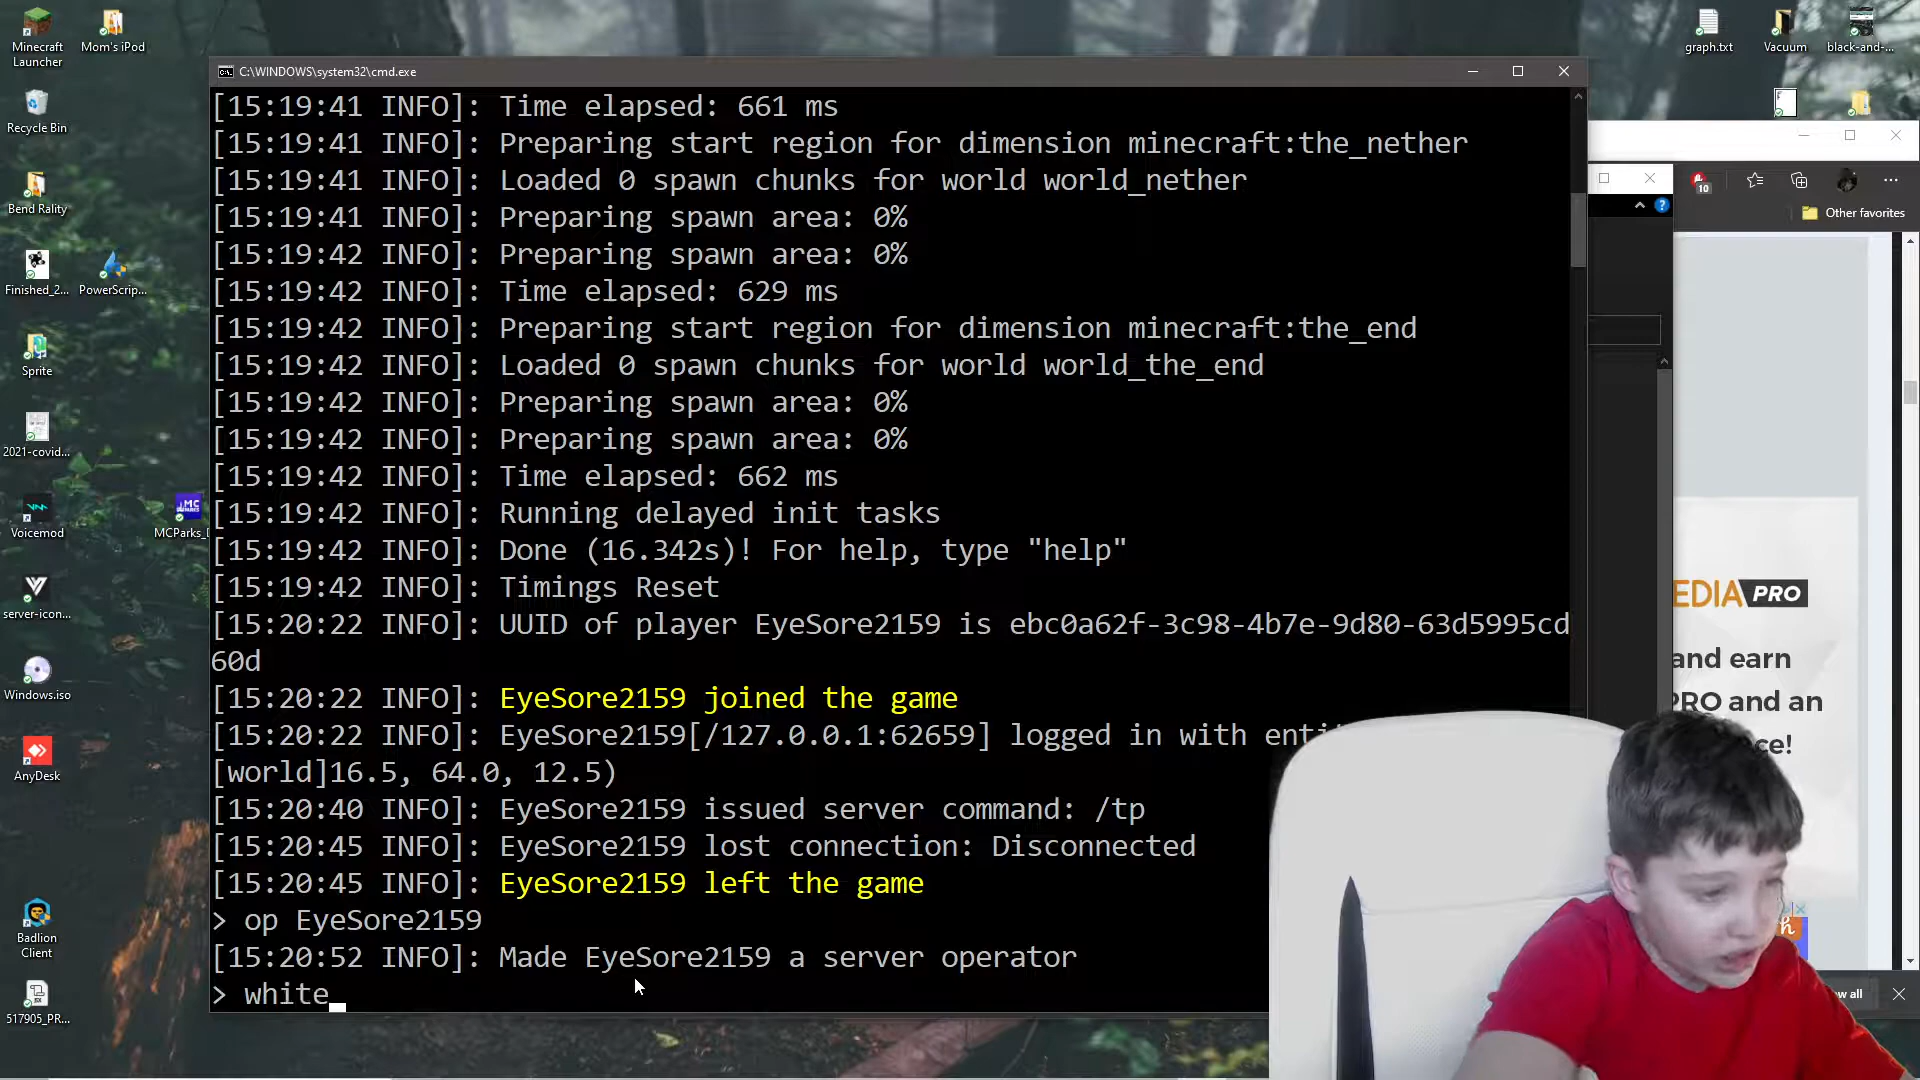 Minecraft
Launcher
Mom's iPod
Recycle Bin
Bend Rality
Finished_2...
PowerScrip...
Sprite
2021-covid...
Voicemod
MCParks_
server-icon...
Windows.iso
AnyDesk
Badlion
Client
517905_PR...
C:\WINDOWS\system32\cmd.exe
[15:19:41 INFO]: Time elapsed: 661 ms
[15:19:41 INFO]: Preparing start region for dimension minecraft:the_nether
[15:19:41 INFO]: Loaded 0 spawn chunks for world world_nether
[15:19:41 INFO]: Preparing spawn area: 0%
[15:19:42 INFO]: Preparing spawn area: 0%
[15:19:42 INFO]: Time elapsed: 629 ms
[15:19:42 INFO]: Preparing start region for dimension minecraft:the_end
[15:19:42 INFO]: Loaded 0 spawn chunks for world world_the_end
[15:19:42 INFO]: Preparing spawn area: 0%
[15:19:42 INFO]: Preparing spawn area: 0%
[15:19:42 INFO]: Time elapsed: 662 ms
[15:19:42 INFO]: Running delayed init tasks
[15:19:42 INFO]: Done (16.342s)! For help, type "help"
[15:19:42 INFO]: Timings Reset
[15:20:22 INFO]: UUID of player EyeSore2159 is ebc0a62f-3c98-4b7e-9d80-63d5995cd
60d
[15:20:22 INFO]: EyeSore2159 joined the game
[15:20:22 INFO]: EyeSore2159[/127.0.0.1:62659] logged in with enti
[world]16.5, 64.0, 12.5)
[15:20:40 INFO]: EyeSore2159 issued server command: /tp
[15:20:45 INFO]: EyeSore2159 lost connection: Disconnected
[15:20:45 INFO]: EyeSore2159 left the game
> op EyeSore2159
[15:20:52 INFO]: Made EyeSore2159 a server operator
> white
graph.txt
Vacuum
black-and-...
10
Other favorites
EDIA PRO
and earn
PRO and an
ce!
w all